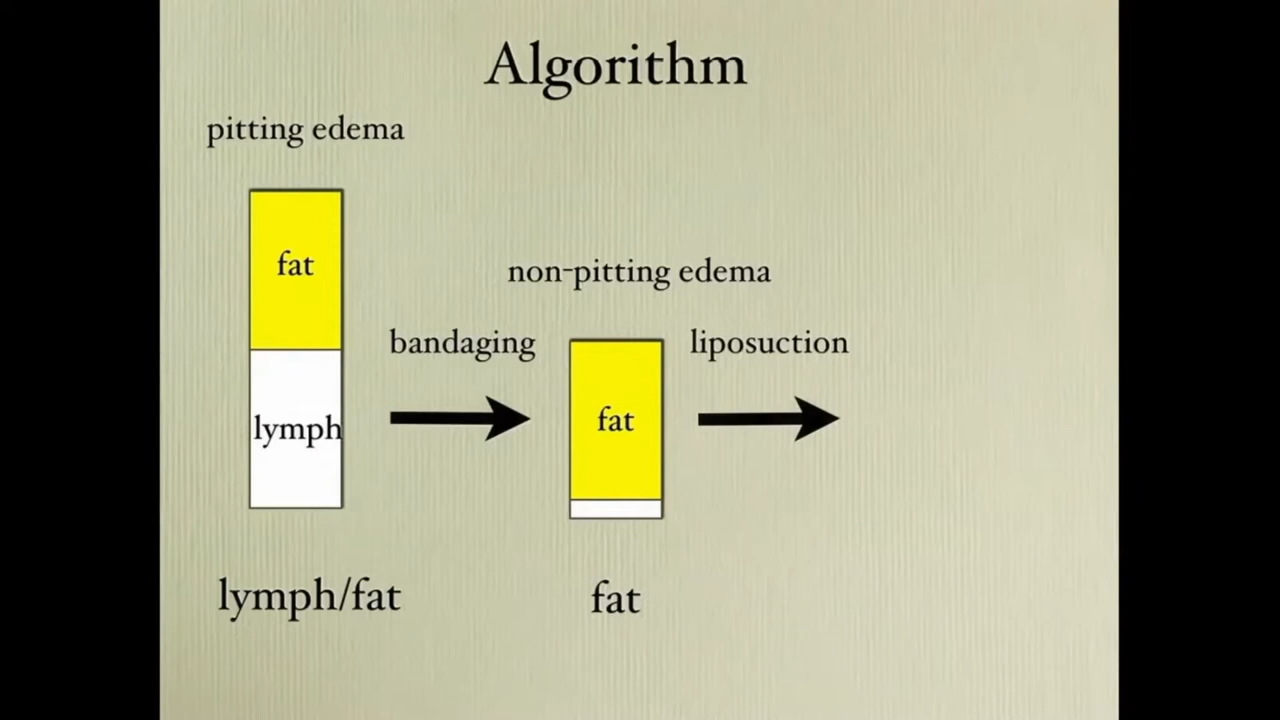 Algorithm
pitting edema
fat
lymph
lymph/fat
bandaging
non-pitting edema
fat
fat
liposuction